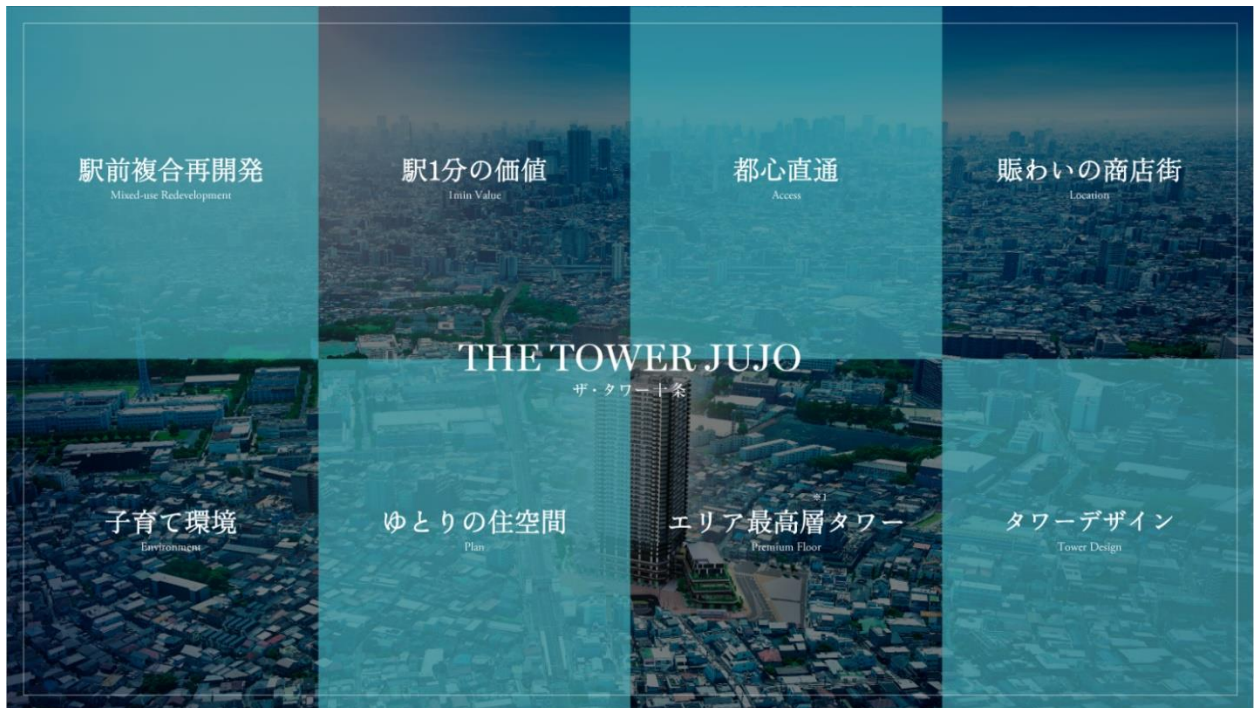 駅前複合再開発
Mixed-use Redevelopment
駅1分の価値
1min Value
都心直通
Access
賑わいの商店街
Location
THE TOWER JUJO
ザ・タワー十条
子育て環境
Environment
ゆとりの住空間
Plan
※1
エリア最高層タワー
Premium Floor
タワーデザイン
Tower Design